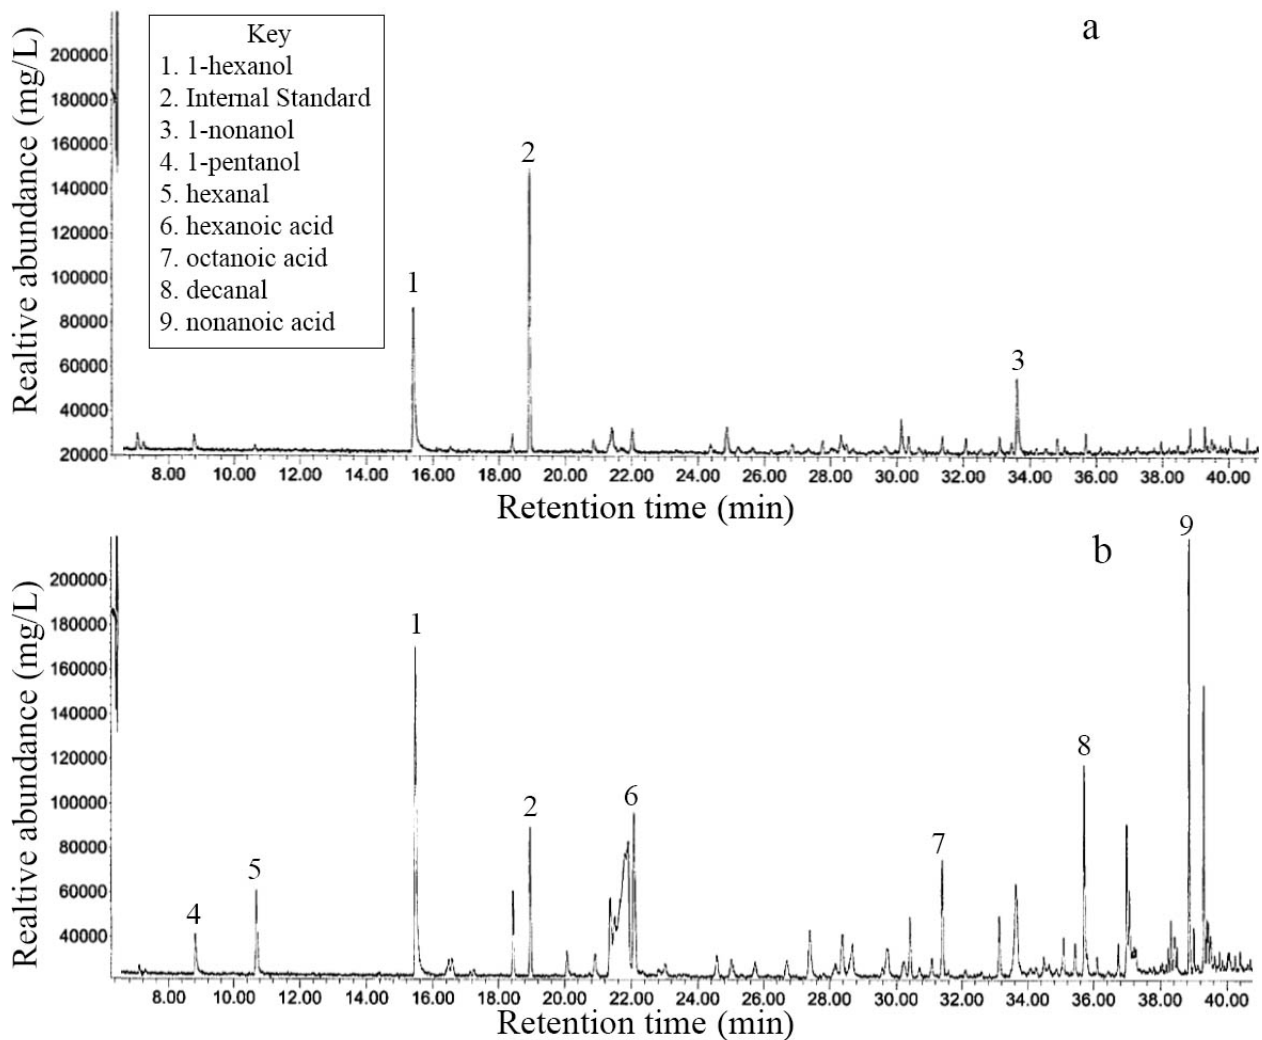 a
Key
1. 1-hexanol
2. Internal Standard
3. 1-nonanol
4. 1-pentanol
5. hexanal
6. hexanoic acid
7. octanoic acid
8. decanal
9. nonanoic acid
Realtive abundance (mg/L)
200000
180000
160000
140000
120000
100000
80000
60000
40000
20000
1
2
3
8.00 10.00 12.00 14.00 16.00 18.00 20.00 22.00 24.00 26.00 28.00 30.00 32.00 34.00 36.00 38.00 40.00
Retention time (min)
b
Realtive abundance (mg/L)
200000
180000
160000
140000
120000
100000
80000
60000
40000
4
5
1
2
6
7
8
9
8.00 10.00 12.00 14.00 16.00 18.00 20.00 22.00 24.00 26.00 28.00 30.00 32.00 34.00 36.00 38.00 40.00
Retention time (min)